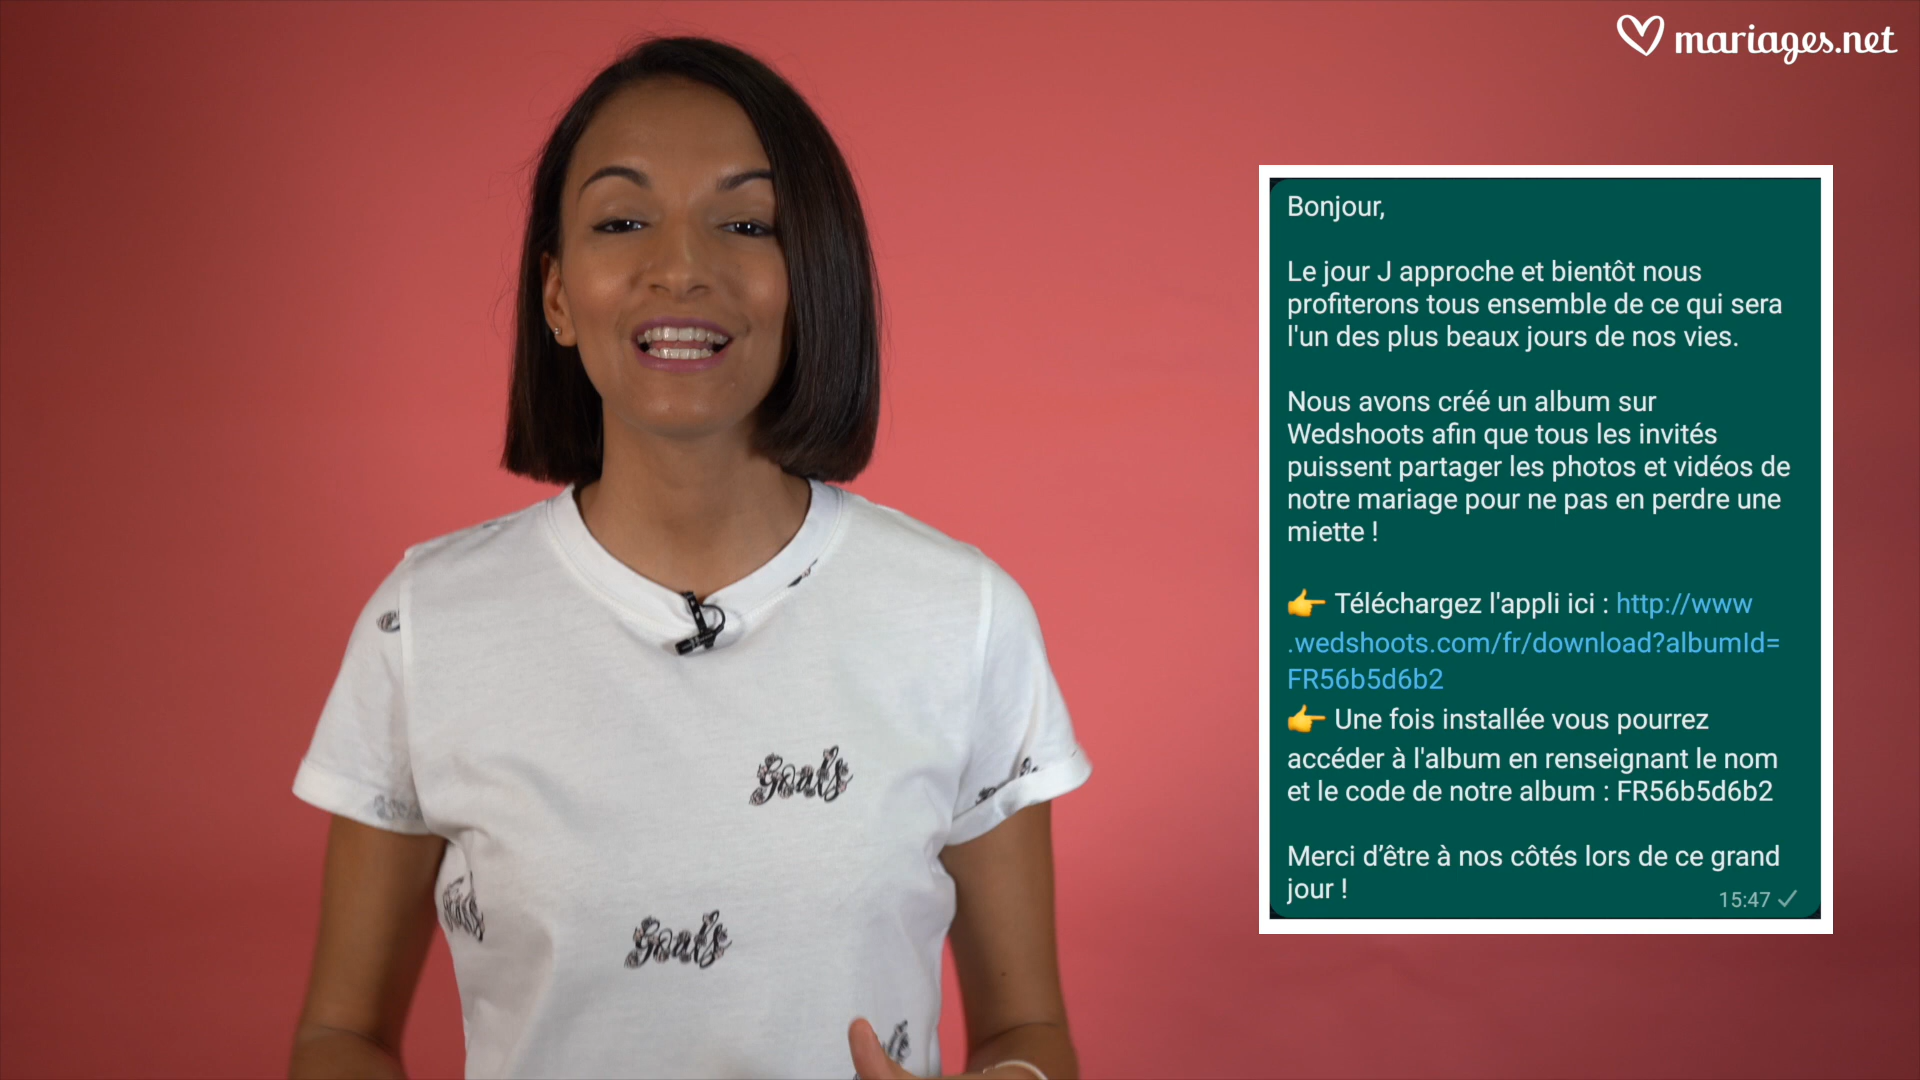 mariages.net
Bonjour,
Le jour J approche et bientôt nous
profiterons tous ensemble de ce qui sera
l'un des plus beaux jours de nos vies.
Nous avons créé un album sur
Wedshoots afin que tous les invités
puissent partager les photos et vidéos de
notre mariage pour ne pas en perdre une
miette !
👉 Téléchargez l'appli ici : http://www
.wedshoots.com/fr/download?albumId=
FR56b5d6b2
👉 Une fois installée vous pourrez
accéder à l'album en renseignant le nom
et le code de notre album : FR56b5d6b2
Merci d’être à nos côtés lors de ce grand
jour !
15:47
Goals
Goals